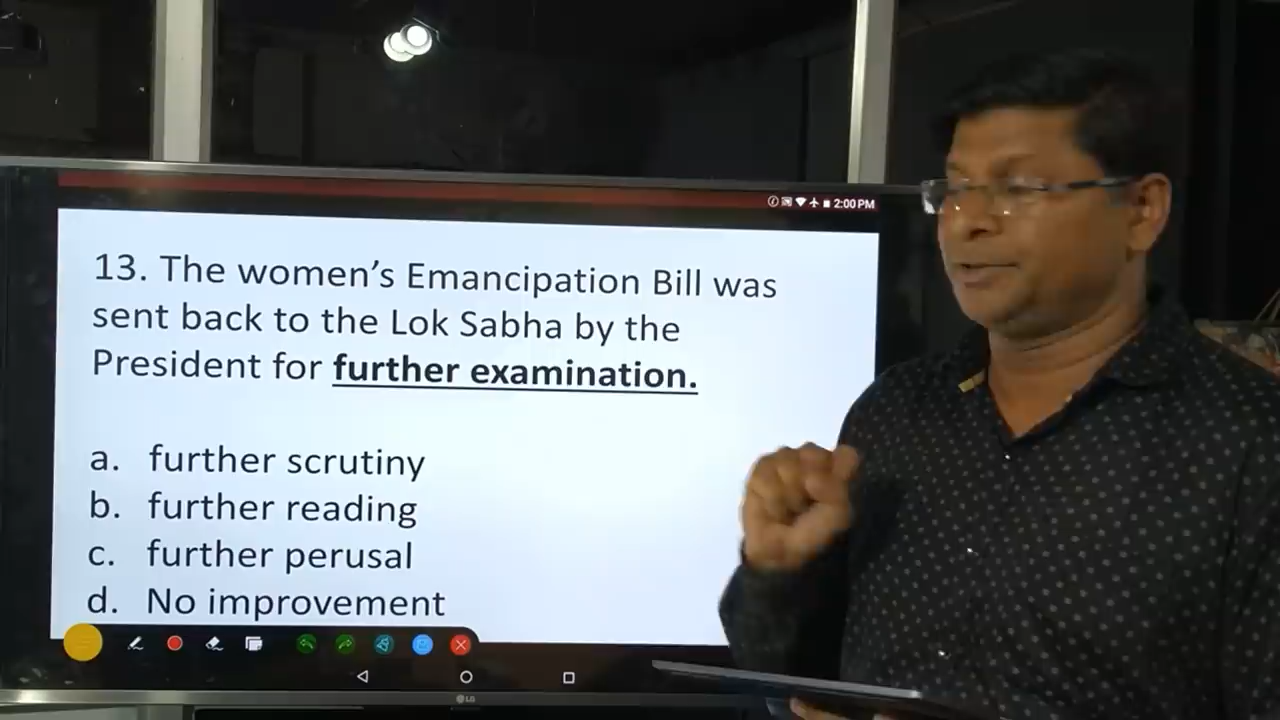 2:00 PM
13. The women’s Emancipation Bill was
sent back to the Lok Sabha by the
President for further examination.
a. further scrutiny
b. further reading
c. further perusal
d. No improvement
LG